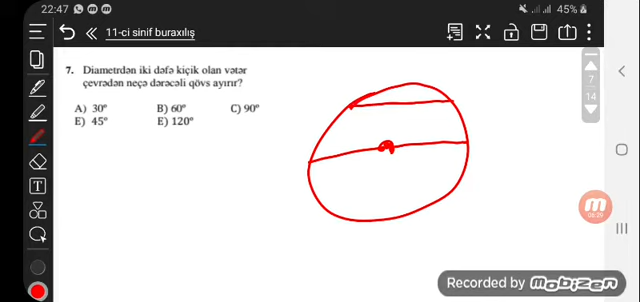 22:47
45%
11-ci sinif buraxılış
7
14
7. Diametrdən iki dəfə kiçik olan vətər
çevrədən neçə dərəcəli qövs ayırır?
A) 30° B) 60° C) 90°
E) 45° E) 120°
T
Recorded by mobizen